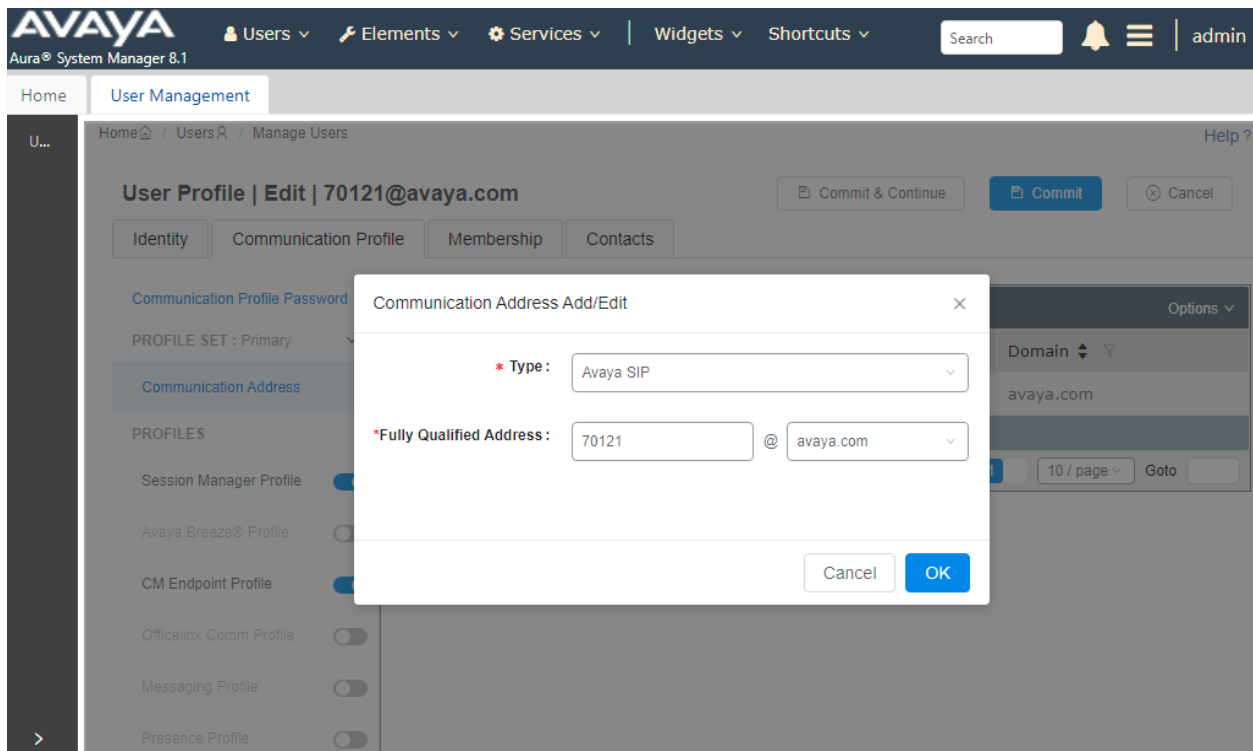 AVAYA
Aura® System Manager 8.1
Users Elements Services | Widgets Shortcuts Search admin
Home User Management
U...
Home / Users / Manage Users
Help ?
User Profile | Edit | 70121@avaya.com
Commit & Continue Commit Cancel
Identity Communication Profile Membership Contacts
Communication Profile Password
Options
PROFILE SET : Primary
Domain
Communication Address
avaya.com
PROFILES
Session Manager Profile
10 / page Goto
Avaya Breeze® Profile
CM Endpoint Profile
Officelinx Comm Profile
Messaging Profile
Presence Profile
Communication Address Add/Edit
* Type :
Avaya SIP
*Fully Qualified Address :
70121 @ avaya.com
Cancel OK